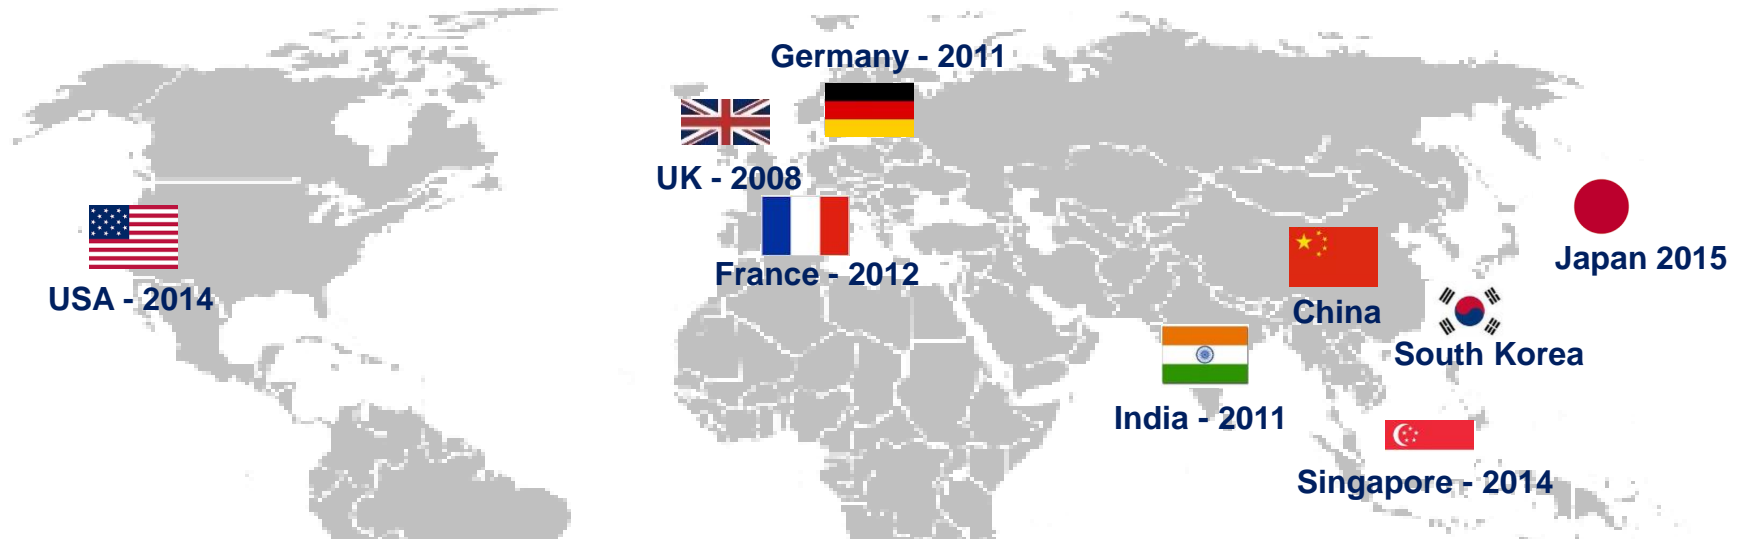 Germany - 2011
UK - 2008
France - 2012
USA - 2014
Japan 2015
China
South Korea
India - 2011
Singapore - 2014